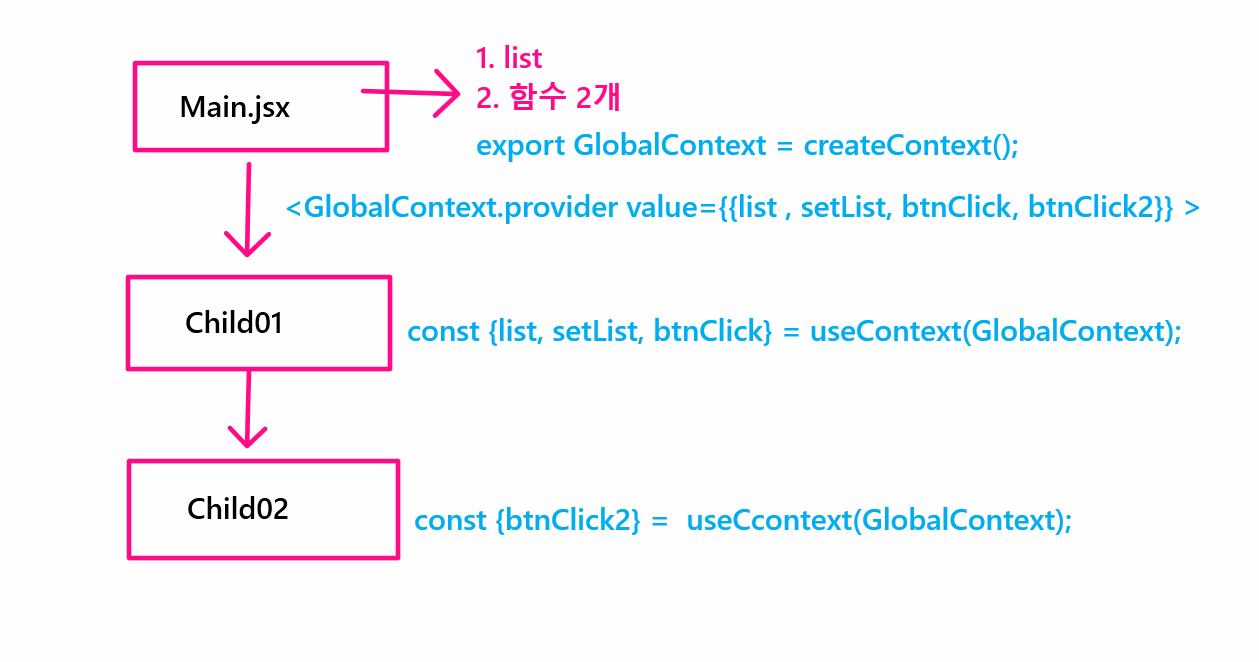 Main.jsx
1. list
2. 함수 2개
export GlobalContext = createContext();
<GlobalContext.provider value={{list , setList, btnClick, btnClick2}} >
Child01
const {list, setList, btnClick} = useContext(GlobalContext);
Child02
const {btnClick2} =  useCcontext(GlobalContext);